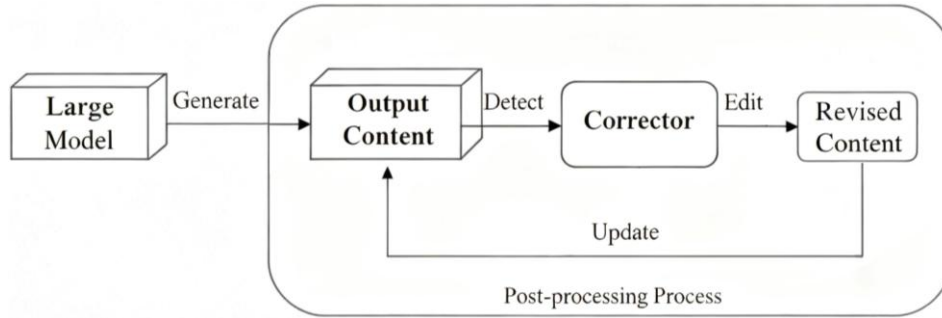 Large
Model
Generate
Output
Content
Detect
Corrector
Edit
Revised
Content
Update
Post-processing Process